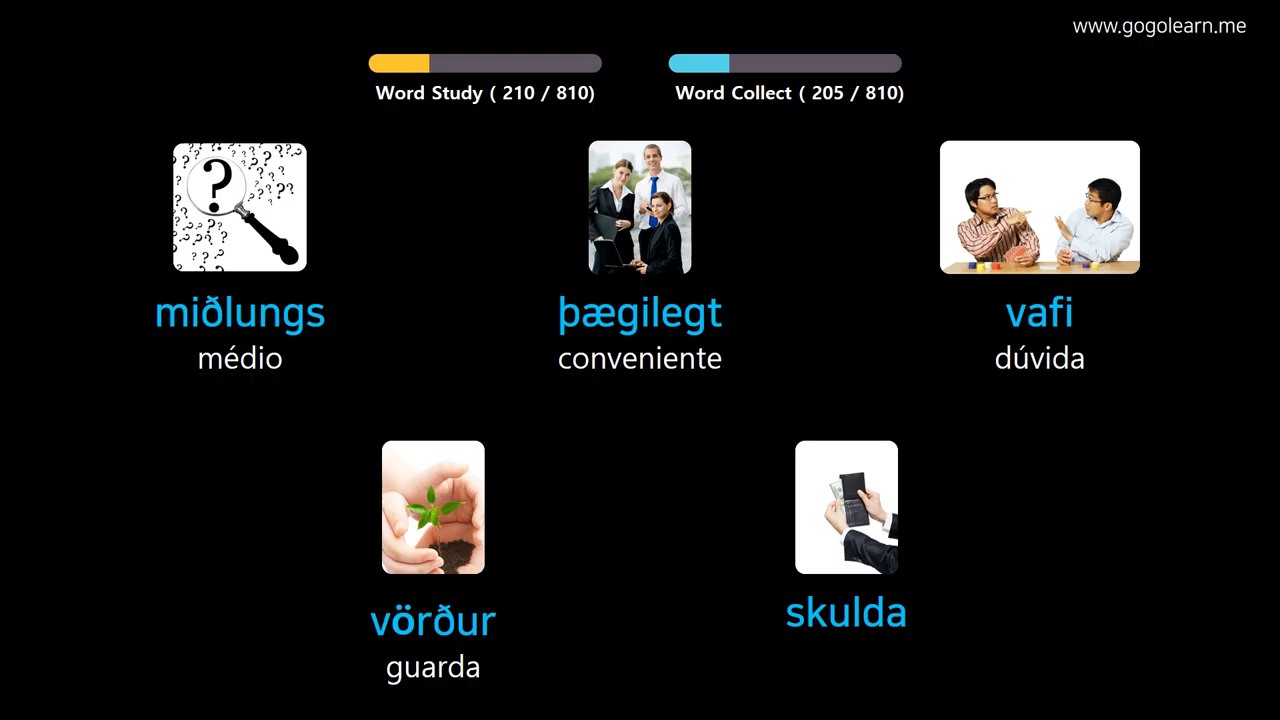 www.gogolearn.me
Word Study ( 210 / 810)
Word Collect ( 205 / 810)
miðlungs
médio
þægilegt
conveniente
vafi
dúvida
vörður
guarda
skulda